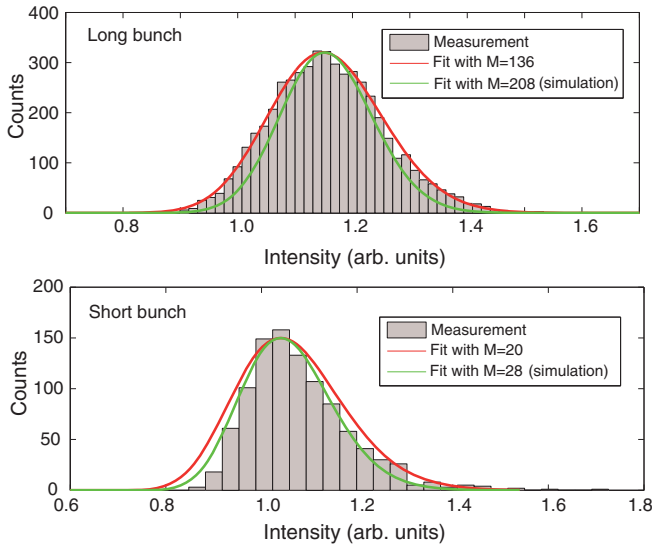 400
Long bunch
Measurement
Fit with M=136
Fit with M=208 (simulation)
300
200
100
0
Counts
0.8
1.0
1.2
1.4
1.6
Intensity (arb. units)
200
Short bunch
Measurement
Fit with M=20
Fit with M=28 (simulation)
150
100
50
0
Counts
0.6
0.8
1.0
1.2
1.4
1.6
1.8
Intensity (arb. units)